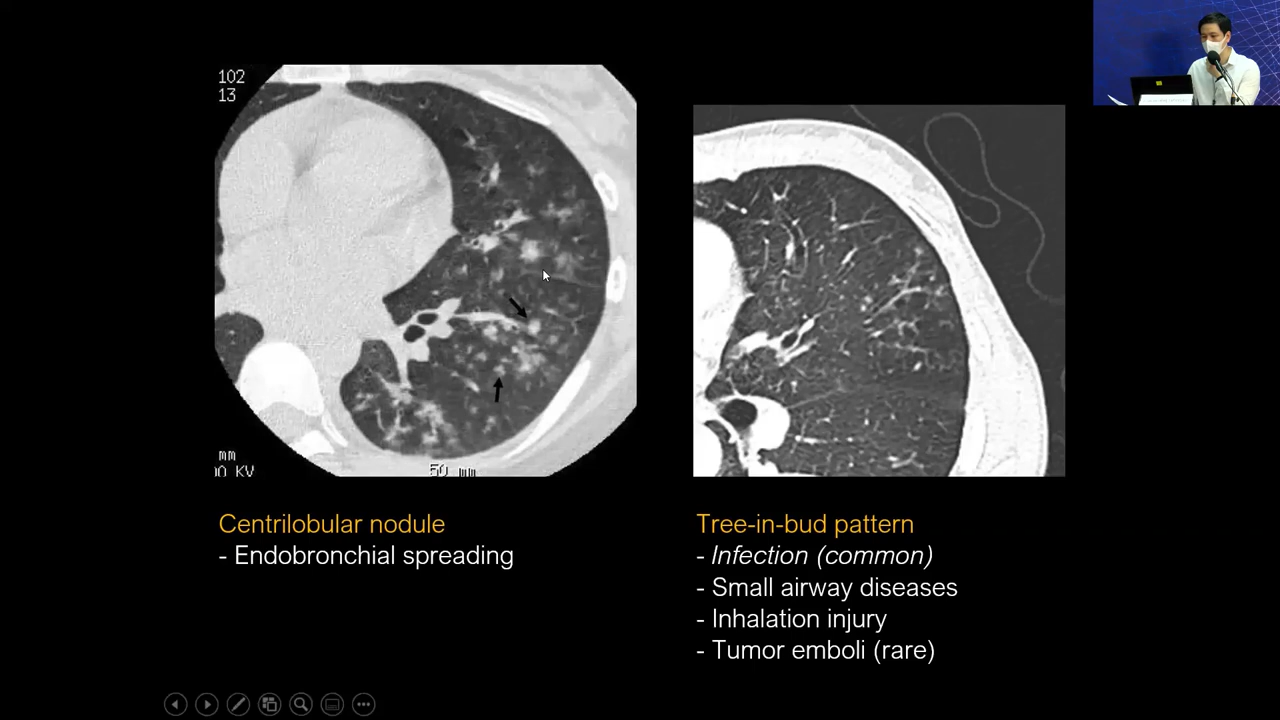 102
13
mm
50 mm
Centrilobular nodule
- Endobronchial spreading
Tree-in-bud pattern
- Infection (common)
- Small airway diseases
- Inhalation injury
- Tumor emboli (rare)